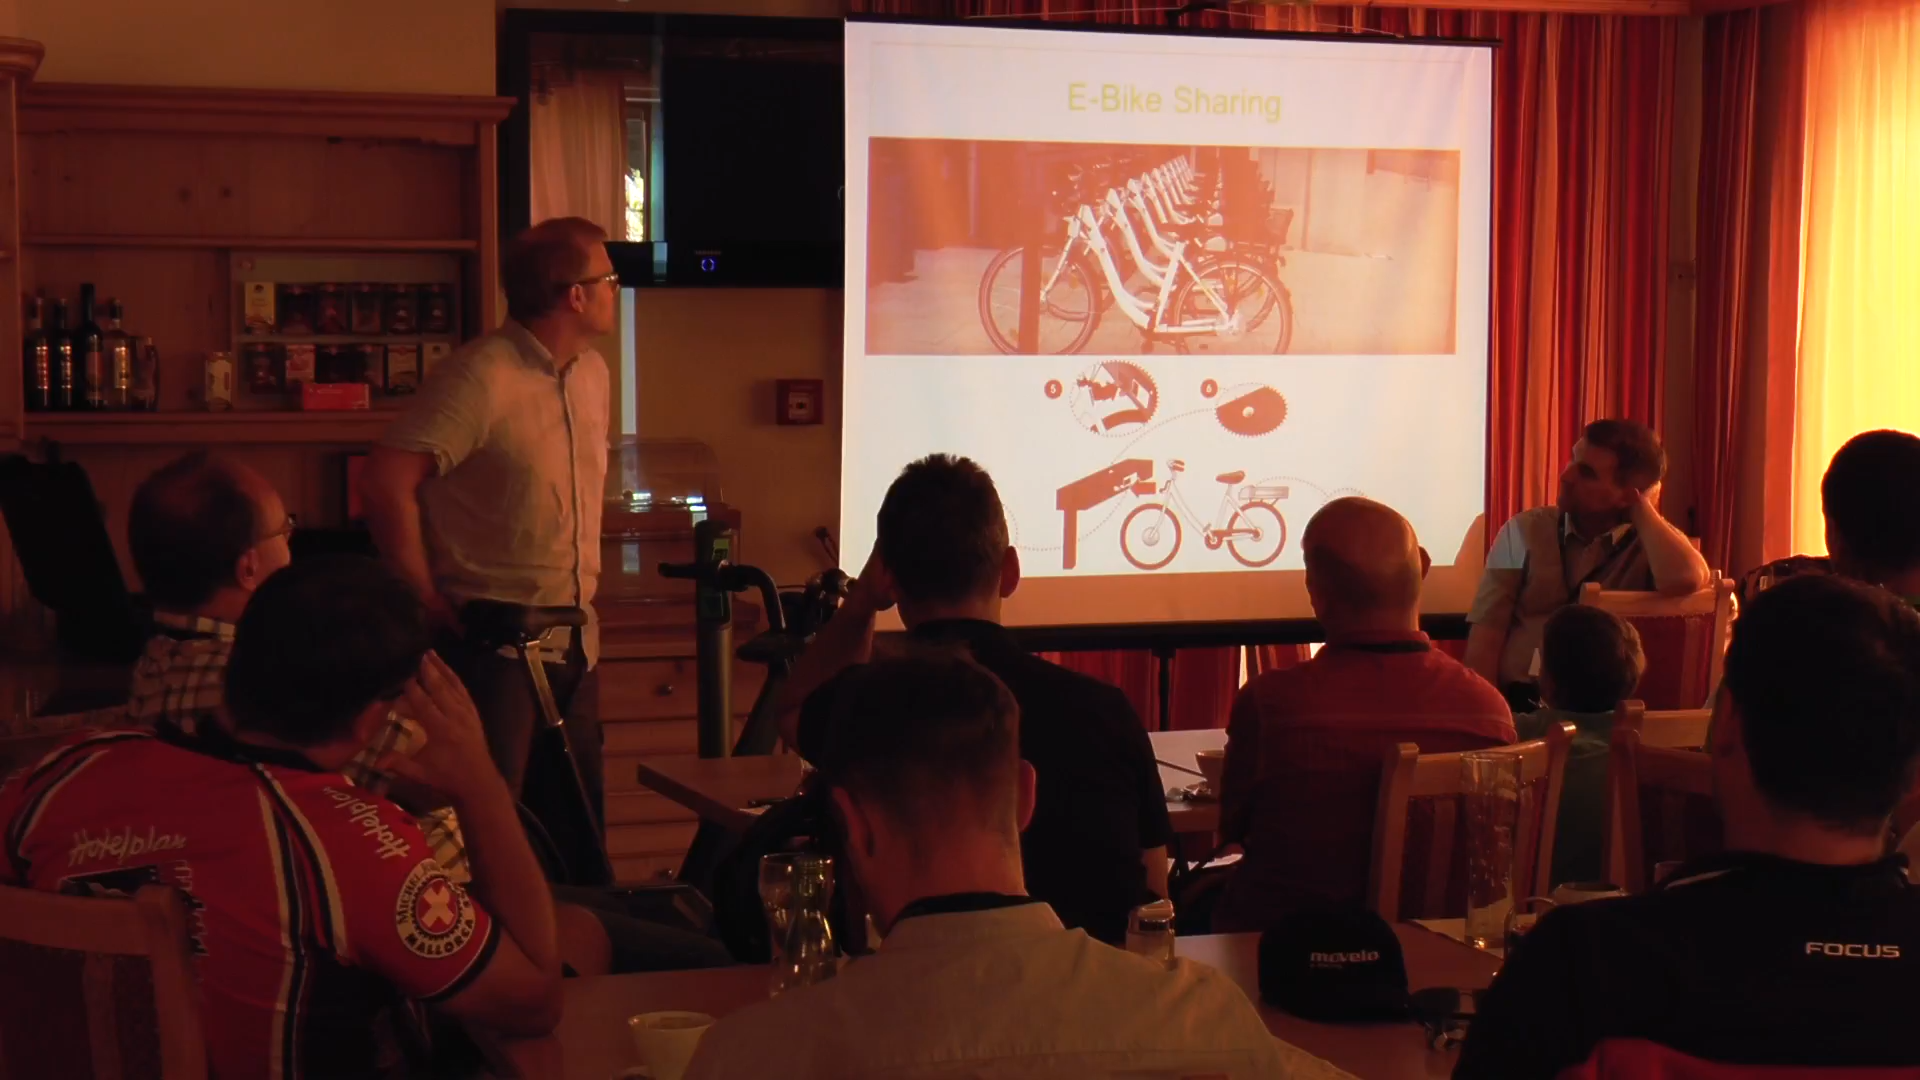 E-Bike Sharing
5
6
Hotelplan
Hotelplan
MALLORCA
movelo
FOCUS